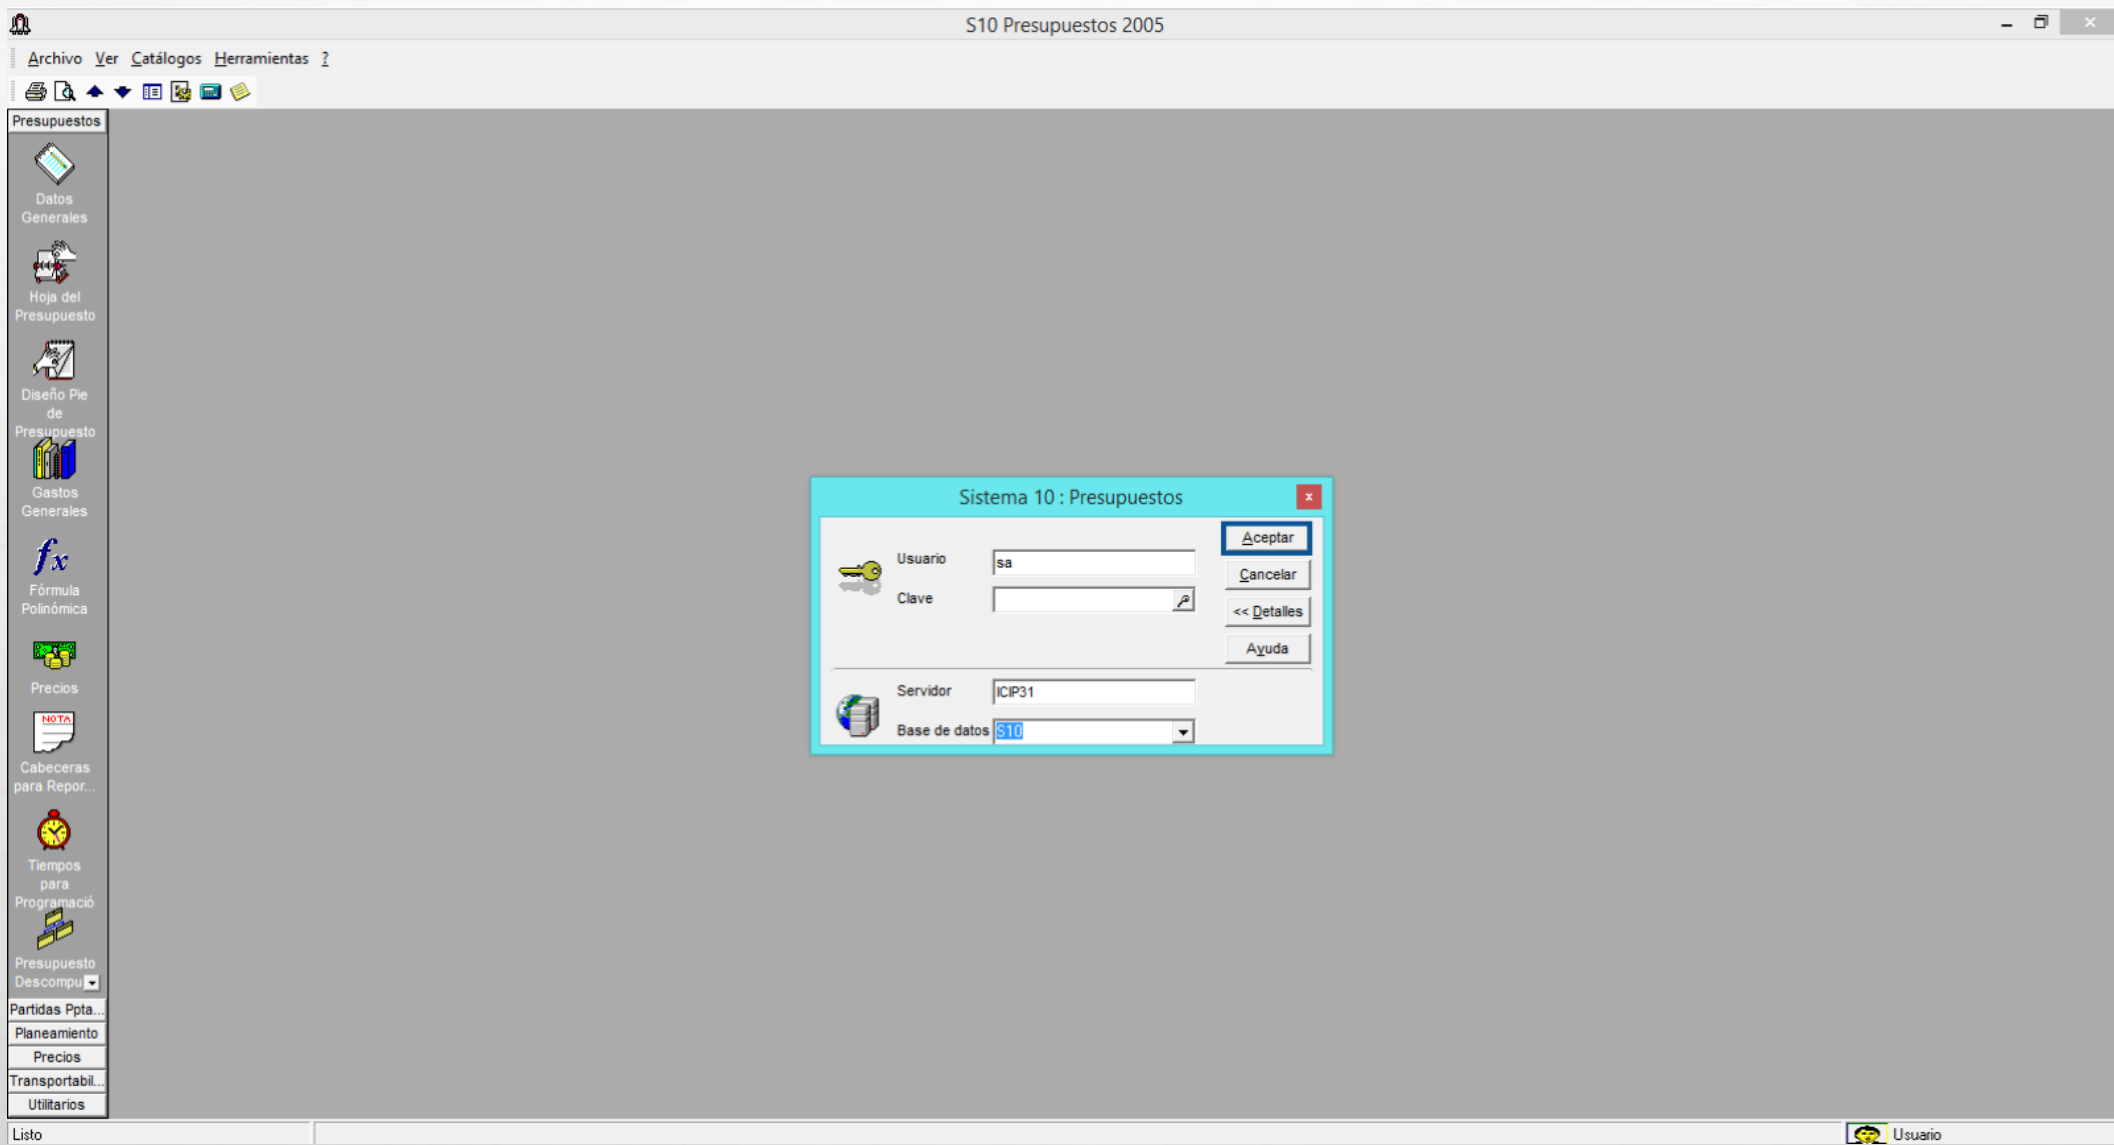 S10 Presupuestos 2005
Archivo Ver Catálogos Herramientas ?
Presupuestos
Datos
Generales
Hoja del
Presupuesto
Diseño Pie
de
Presupuesto
Gastos
Generales
fx
Fórmula
Polinómica
Precios
NOTA
Cabeceras
para Repor...
Tiempos
para
Programació
Presupuesto
Descompu
Partidas Ppta...
Planeamiento
Precios
Transportabil...
Utilitarios
Sistema 10 : Presupuestos
x
Usuario sa
Clave
Aceptar
Cancelar
<< Detalles
Ayuda
Servidor ICIP31
Base de datos S10
Listo
Usuario